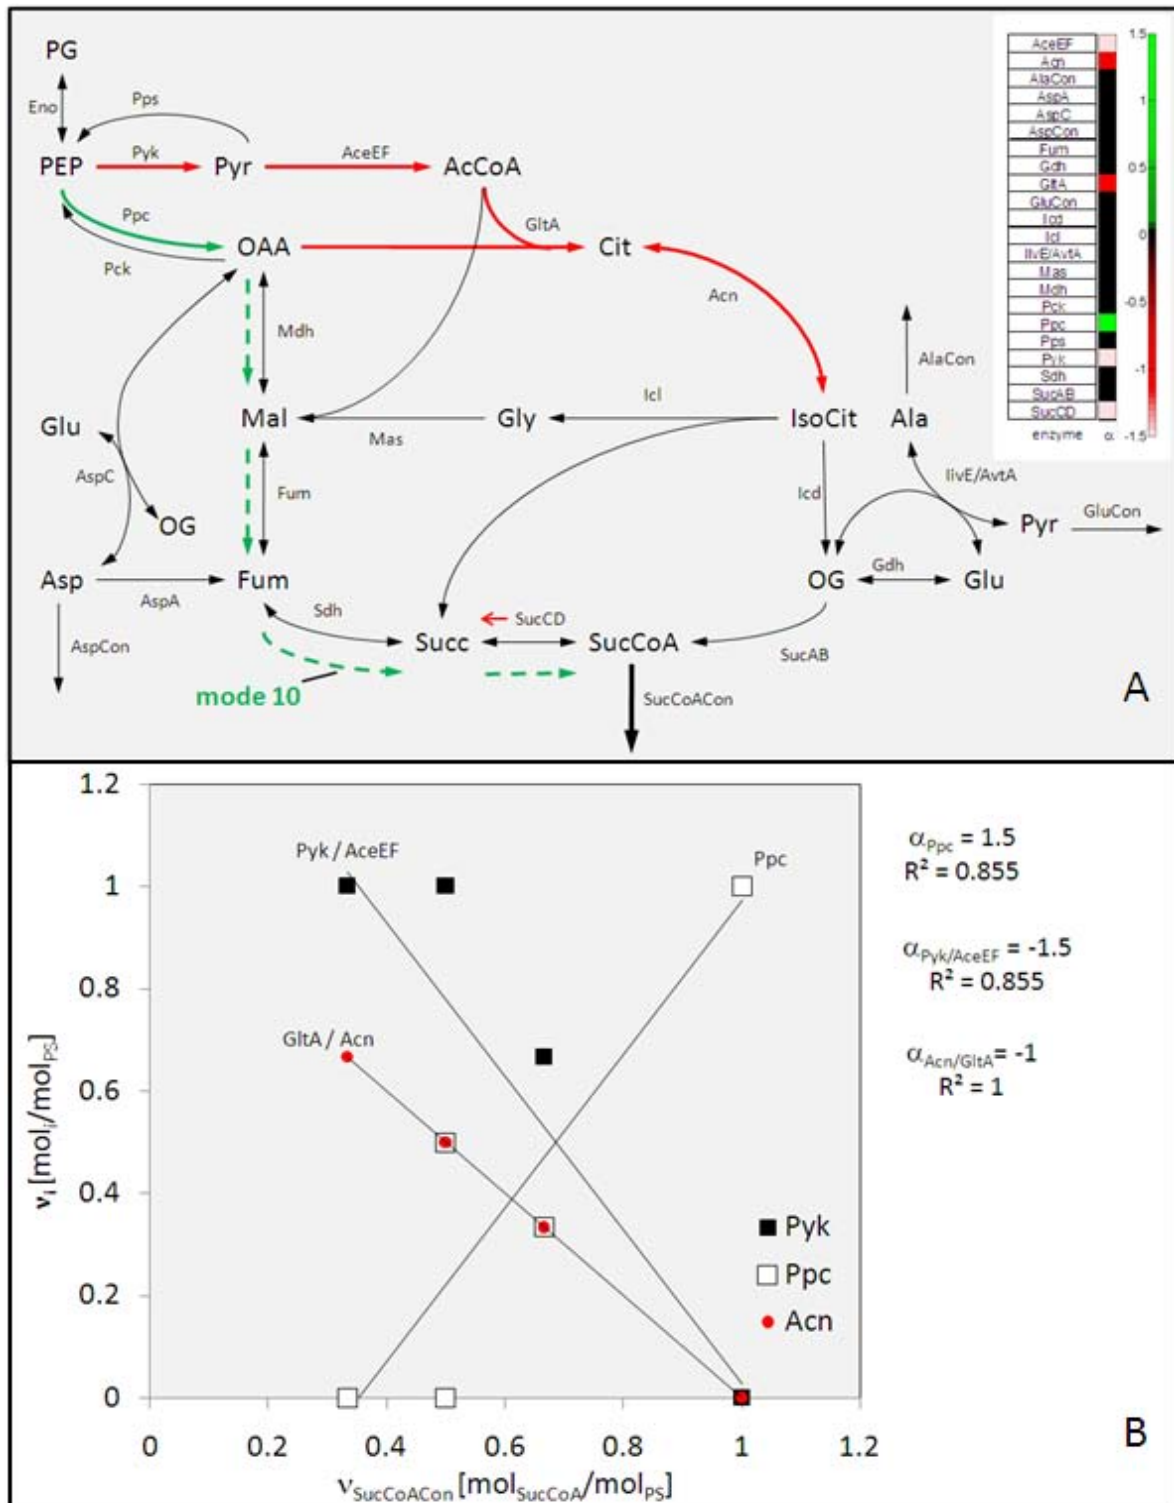 PG
Eno
Pps
PEP
Pyk
Pyr
AceEF
AcCoA
Ppc
Pck
OAA
GltA
Cit
Acn
Mdh
AlaCon
Glu
Mal
Mas
Gly
Icl
IsoCit
Ala
AspC
OG
Fum
Icd
IivE/AvtA
Pyr
GluCon
Asp
AspA
Fum
OG
Gdh
Glu
AspCon
Sdh
Succ
SucCD
SucCoA
SucAB
mode 10
SucCoACon
A
AceEF
Acn
AlaCon
AspA
AspC
AspCon
Fum
Gdh
GltA
GluCon
Icd
Icl
IivE/AvtA
Mas
Mdh
Pck
Ppc
Pps
Pyk
Sdh
SucAB
SucCD
enzyme α
1.5
1
0.5
0
-0.5
-1
-1.5
1.2
1
0.8
0.6
0.4
0.2
0
νi [moli/molPS]
Pyk / AceEF
Ppc
GltA / Acn
Pyk
Ppc
Acn
0 0.2 0.4 0.6 0.8 1 1.2
νSucCoACon [molSucCoA/molPS]
αPpc = 1.5
R² = 0.855
αPyk/AceEF = -1.5
R² = 0.855
αAcn/GltA= -1
R² = 1
B